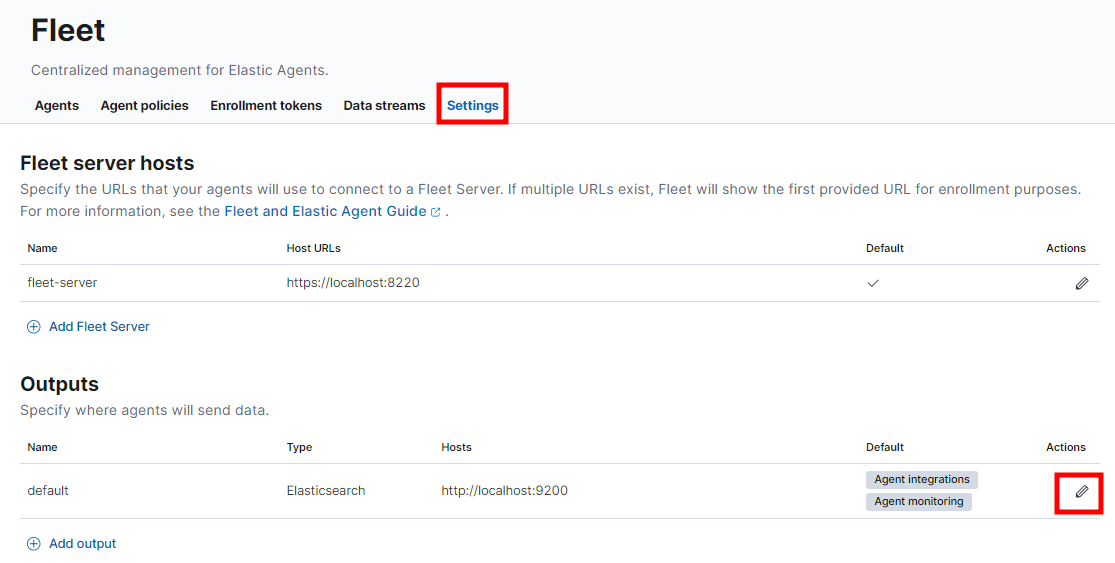 Fleet
Centralized management for Elastic Agents.
Agents Agent policies Enrollment tokens Data streams Settings
Fleet server hosts
Specify the URLs that your agents will use to connect to a Fleet Server. If multiple URLs exist, Fleet will show the first provided URL for enrollment purposes.
For more information, see the Fleet and Elastic Agent Guide .
Name Host URLs Default Actions
fleet-server https://localhost:8220
Add Fleet Server
Outputs
Specify where agents will send data.
Name Type Hosts Default Actions
default Elasticsearch http://localhost:9200 Agent integrations
Agent monitoring
Add output